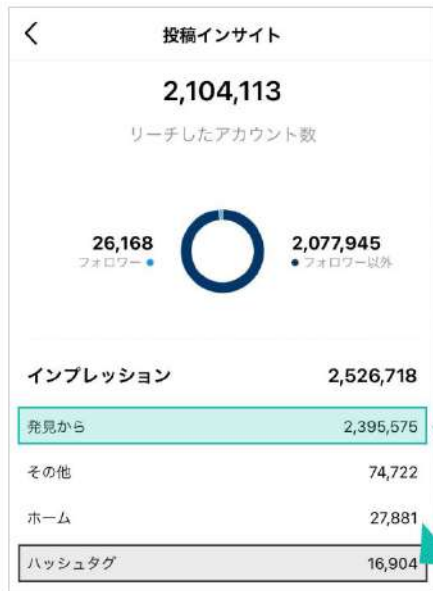 投稿インサイト
2,104,113
リーチしたアカウント数
26,168
フォロワー
2,077,945
フォロワー以外
インプレッション 2,526,718
発見から 2,395,575
その他 74,722
ホーム 27,881
ハッシュタグ 16,904